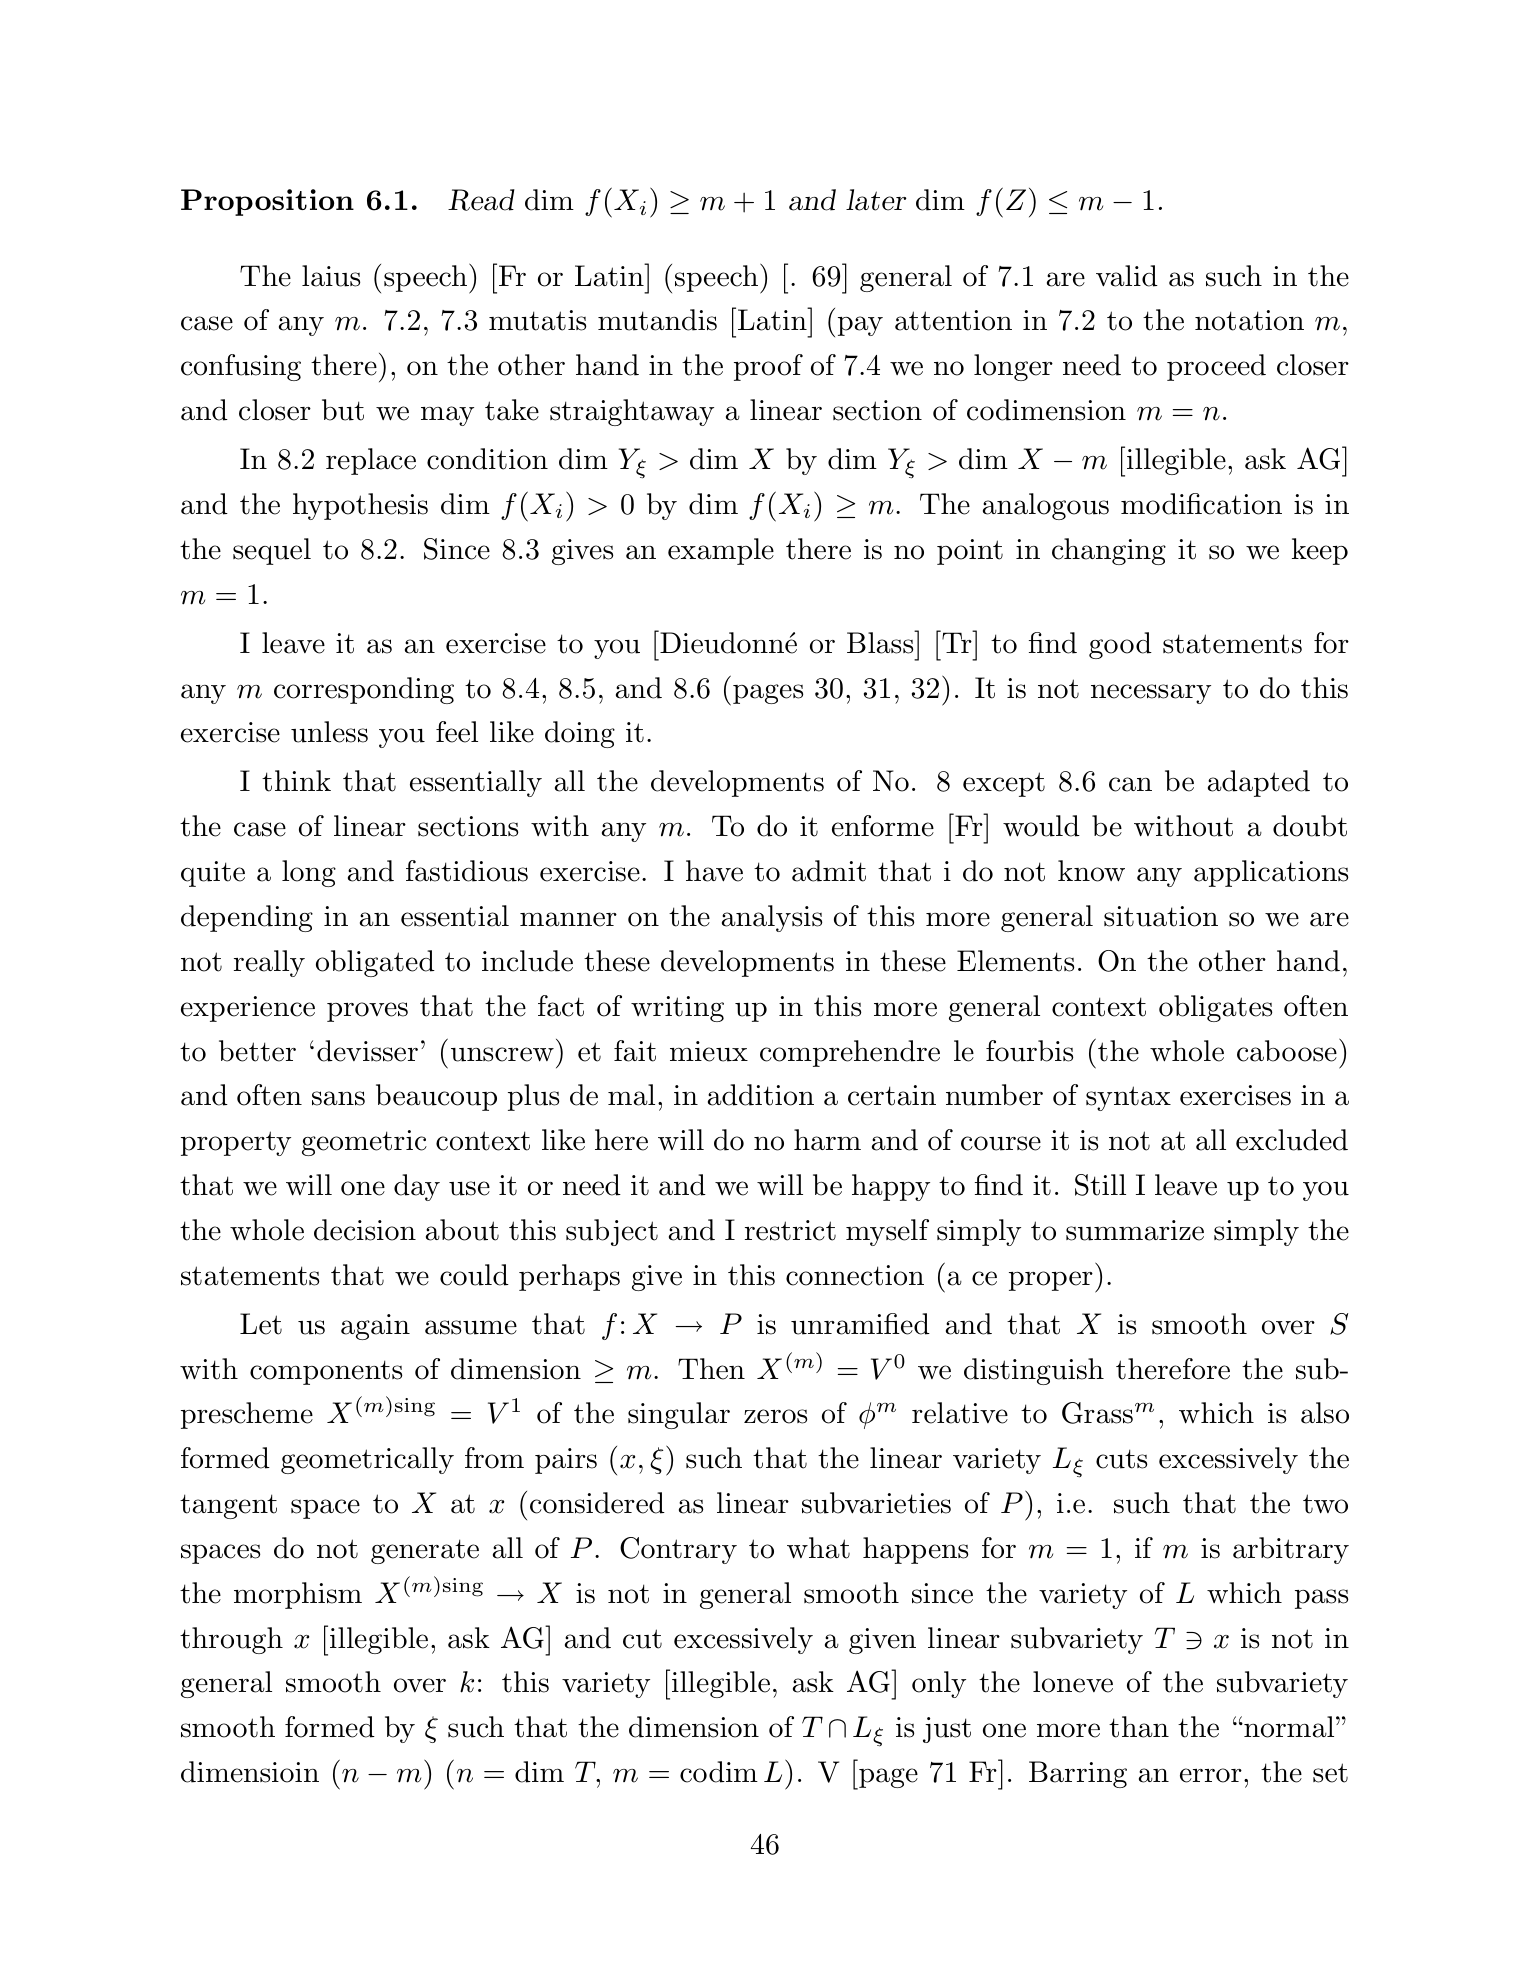 Proposition 6.1. Read dim f(Xᵢ) ≥ m + 1 and later dim f(Z) ≤ m − 1.
The laius (speech) [Fr or Latin] (speech) [. 69] general of 7.1 are valid as such in the
case of any m. 7.2, 7.3 mutatis mutandis [Latin] (pay attention in 7.2 to the notation m,
confusing there), on the other hand in the proof of 7.4 we no longer need to proceed closer
and closer but we may take straightaway a linear section of codimension m = n.
In 8.2 replace condition dim Y_ξ > dim X by dim Y_ξ > dim X − m [illegible, ask AG]
and the hypothesis dim f(Xᵢ) > 0 by dim f(Xᵢ) ≥ m. The analogous modification is in
the sequel to 8.2. Since 8.3 gives an example there is no point in changing it so we keep
m = 1.
I leave it as an exercise to you [Dieudonné or Blass] [Tr] to find good statements for
any m corresponding to 8.4, 8.5, and 8.6 (pages 30, 31, 32). It is not necessary to do this
exercise unless you feel like doing it.
I think that essentially all the developments of No. 8 except 8.6 can be adapted to
the case of linear sections with any m. To do it enforme [Fr] would be without a doubt
quite a long and fastidious exercise. I have to admit that i do not know any applications
depending in an essential manner on the analysis of this more general situation so we are
not really obligated to include these developments in these Elements. On the other hand,
experience proves that the fact of writing up in this more general context obligates often
to better ‘devisser’ (unscrew) et fait mieux comprehendre le fourbis (the whole caboose)
and often sans beaucoup plus de mal, in addition a certain number of syntax exercises in a
property geometric context like here will do no harm and of course it is not at all excluded
that we will one day use it or need it and we will be happy to find it. Still I leave up to you
the whole decision about this subject and I restrict myself simply to summarize simply the
statements that we could perhaps give in this connection (a ce proper).
Let us again assume that f: X → P is unramified and that X is smooth over S
with components of dimension ≥ m. Then X^(m) = V^0 we distinguish therefore the sub-
prescheme X^(m)sing = V^1 of the singular zeros of ϕ^m relative to Grass^m, which is also
formed geometrically from pairs (x, ξ) such that the linear variety L_ξ cuts excessively the
tangent space to X at x (considered as linear subvarieties of P), i.e. such that the two
spaces do not generate all of P. Contrary to what happens for m = 1, if m is arbitrary
the morphism X^(m)sing → X is not in general smooth since the variety of L which pass
through x [illegible, ask AG] and cut excessively a given linear subvariety T ∋ x is not in
general smooth over k: this variety [illegible, ask AG] only the loneve of the subvariety
smooth formed by ξ such that the dimension of T ∩ L_ξ is just one more than the “normal”
dimensioin (n − m) (n = dim T, m = codim L). V [page 71 Fr]. Barring an error, the set
46